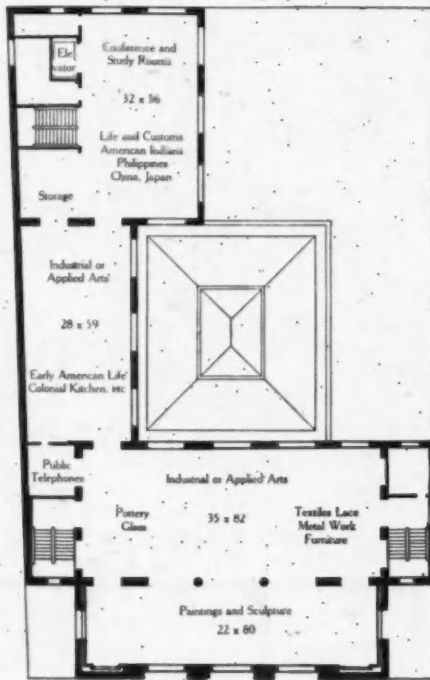 Conference and
Study Rooms
Ele
vator
32 x 56
Life and Customs
American Indians
Philippines
China, Japan
Storage
Industrial or
Applied Arts
28 x 59
Early American Life
Colonial Kitchen, etc
Public
Telephones
Industrial or Applied Arts
Pottery
Glass
35 x 82
Textiles Lace
Metal Work
Furniture
Paintings and Sculpture
22 x 80